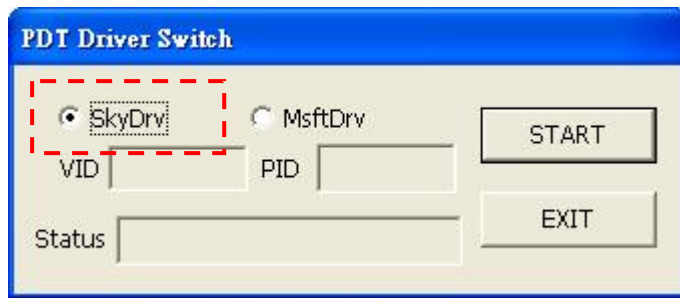 PDT Driver Switch
SkyDrv MsftDrv
START
VID PID
EXIT
Status